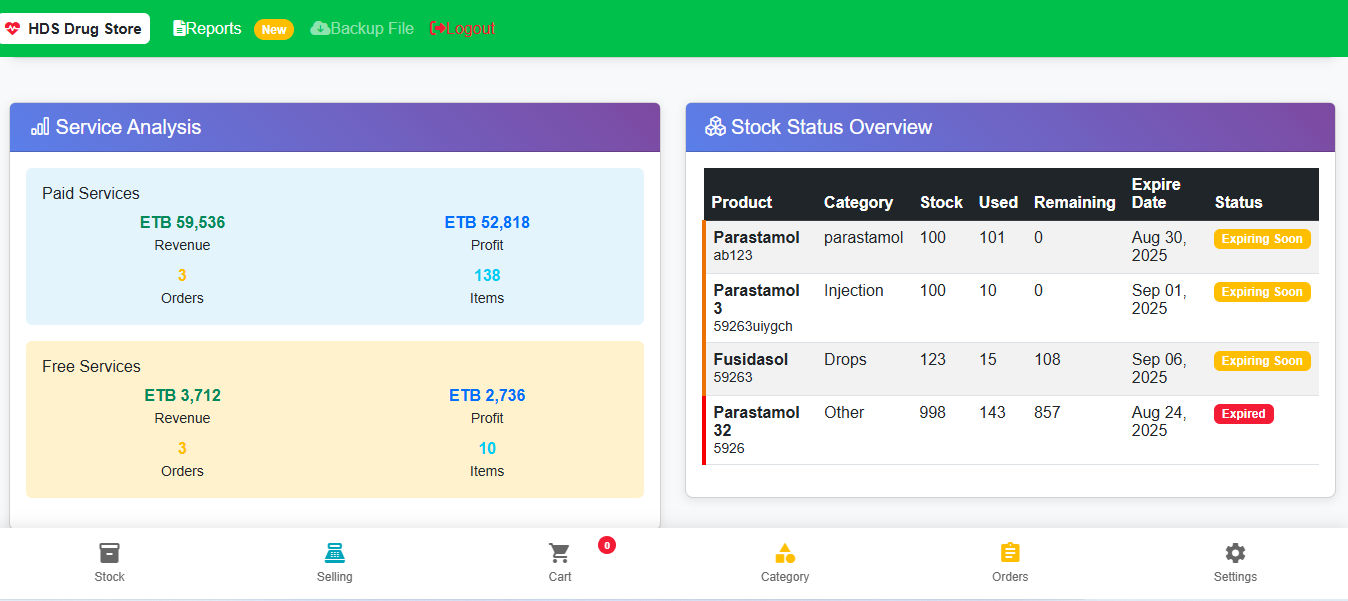 HDS Drug Store Reports New Backup File Logout
Service Analysis
Paid Services
ETB 59,536 ETB 52,818
Revenue Profit
3 138
Orders Items
Free Services
ETB 3,712 ETB 2,736
Revenue Profit
3 10
Orders Items
Stock Status Overview
Product Category Stock Used Remaining Expire Date Status
Parastamol parastamol 100 101 0 Aug 30, Expiring Soon
ab123 2025
Parastamol Injection 100 10 0 Sep 01, Expiring Soon
3 2025
59263uiygch
Fusidasol Drops 123 15 108 Sep 06, Expiring Soon
59263 2025
Parastamol Other 998 143 857 Aug 24, Expired
32 2025
5926
0
Stock Selling Cart Category Orders Settings